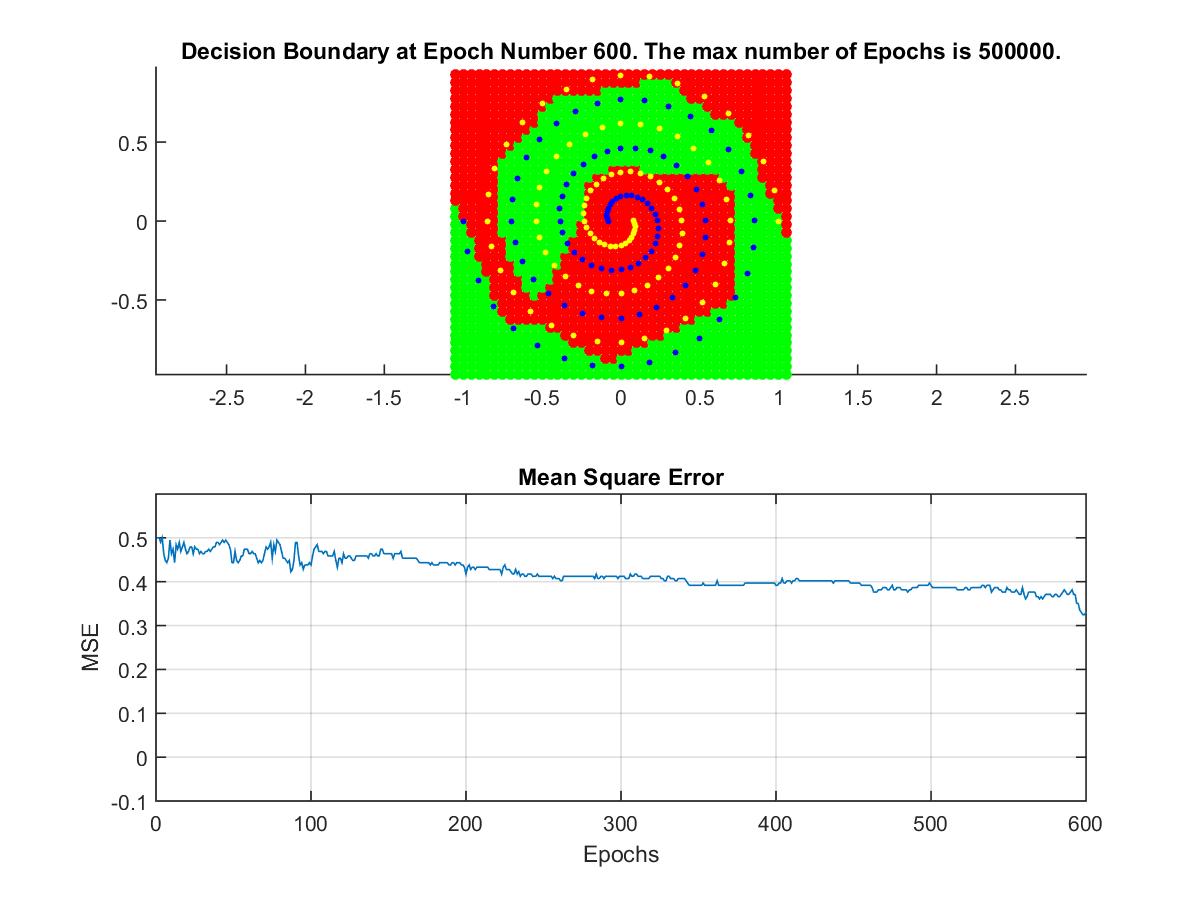 Decision Boundary at Epoch Number 600. The max number of Epochs is 500000.
0.5
0
-0.5
-2.5 -2 -1.5 -1 -0.5 0 0.5 1 1.5 2 2.5
Mean Square Error
0.5
0.4
0.3
0.2
0.1
0
-0.1
MSE
0 100 200 300 400 500 600
Epochs